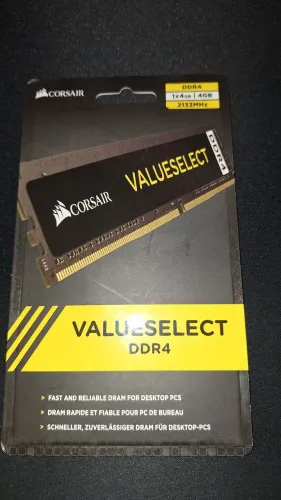 CORSAIR
DDR4
1x4GB | 4GB
2133MHz
VALUESELECT
DDR4
CORSAIR
VALUESELECT
DDR4
> FAST AND RELIABLE DRAM FOR DESKTOP PCS
> DRAM RAPIDE ET FIABLE POUR PC DE BUREAU
> SCHNELLER, ZUVERLÄSSIGER DRAM FÜR DESKTOP-PCS